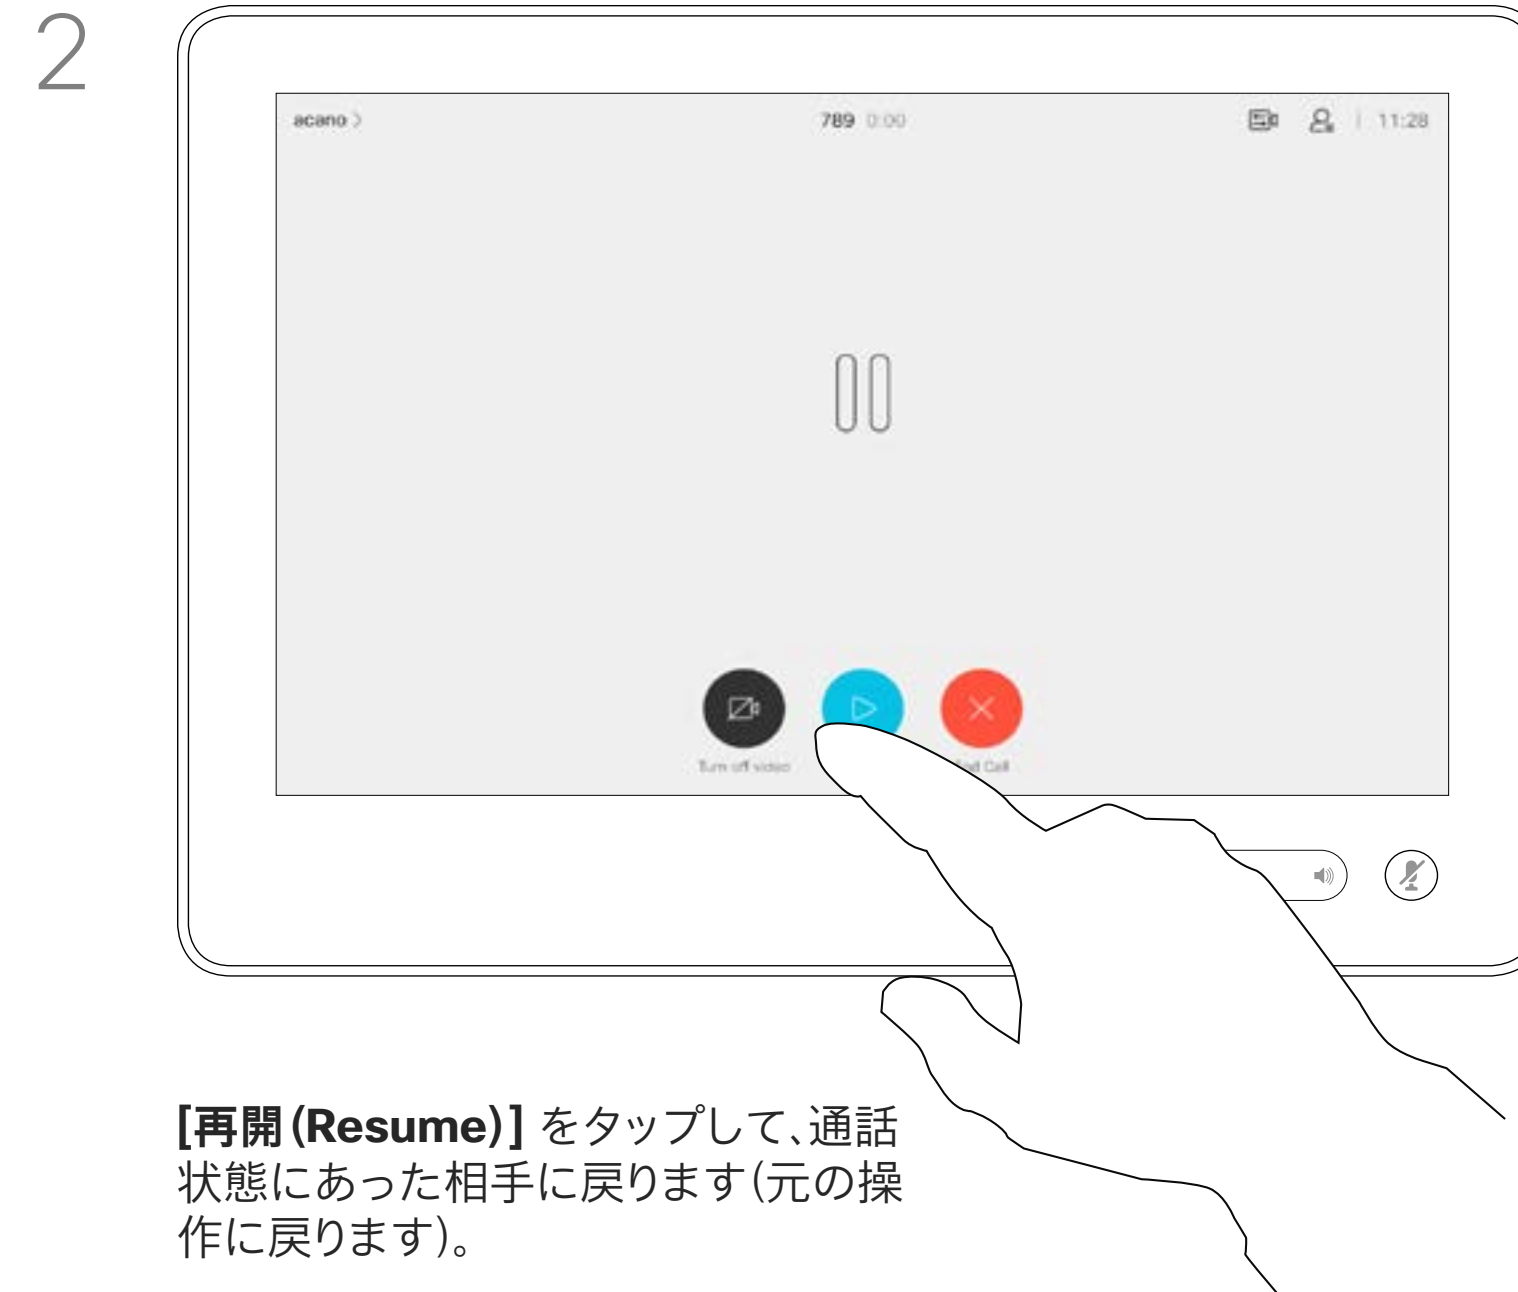 2
acano 〉 789 0:00 11:28
Turn off video End Call
[再開(Resume)] をタップして、通話
状態にあった相手に戻ります(元の操
作に戻ります)。